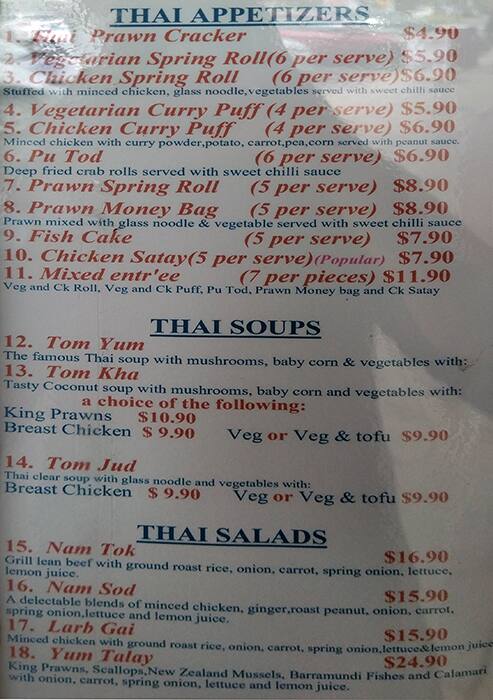 THAI APPETIZERS
1. Thai Prawn Cracker $4.90
2. Vegetarian Spring Roll(6 per serve) $5.90
3. Chicken Spring Roll (6 per serve)$6.90
Stuffed with minced chicken, glass noodle,vegetables served with sweet chilli sauce
4. Vegetarian Curry Puff (4 per serve) $5.90
5. Chicken Curry Puff (4 per serve) $6.90
Minced chicken with curry powder,potato, carrot,pea,corn served with peanut sauce.
6. Pu Tod (6 per serve) $6.90
Deep fried crab rolls served with sweet chilli sauce
7. Prawn Spring Roll (5 per serve) $8.90
8. Prawn Money Bag (5 per serve) $8.90
Prawn mixed with glass noodle & vegetable served with sweet chilli sauce
9. Fish Cake (5 per serve) $7.90
10. Chicken Satay(5 per serve)(Popular) $7.90
11. Mixed entr'ee (7 per pieces) $11.90
Veg and Ck Roll, Veg and Ck Puff, Pu Tod, Prawn Money bag and Ck Satay
THAI SOUPS
12. Tom Yum
The famous Thai soup with mushrooms, baby corn & vegetables with:
13. Tom Kha
Tasty Coconut soup with mushrooms, baby corn and vegetables with:
a choice of the following:
King Prawns $10.90
Breast Chicken $ 9.90 Veg or Veg & tofu $9.90
14. Tom Jud
Thai clear soup with glass noodle and vegetables with:
Breast Chicken $ 9.90 Veg or Veg & tofu $9.90
THAI SALADS
15. Nam Tok $16.90
Grill lean beef with ground roast rice, onion, carrot, spring onion, lettuce,
lemon juice.
16. Nam Sod $15.90
A delectable blends of minced chicken, ginger,roast peanut, onion, carrot,
spring onion,lettuce and lemon juice.
17. Larb Gai $15.90
Minced chicken with ground roast rice, onion, carrot, spring onion,lettuce&lemon juice
18. Yum Talay $24.90
King Prawns, Scallops,New Zealand Mussels, Barramundi Fishes and Calamari
with onion, carrot, spring onion, lettuce and lemon juice.